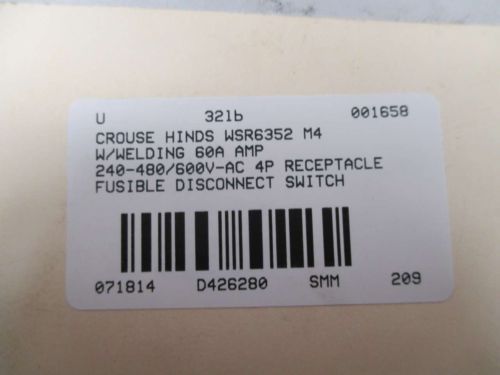 U 32lb 001658
CROUSE HINDS WSR6352 M4
W/WELDING 60A AMP
240-480/600V-AC 4P RECEPTACLE
FUSIBLE DISCONNECT SWITCH
071814 D426280 SMM 209